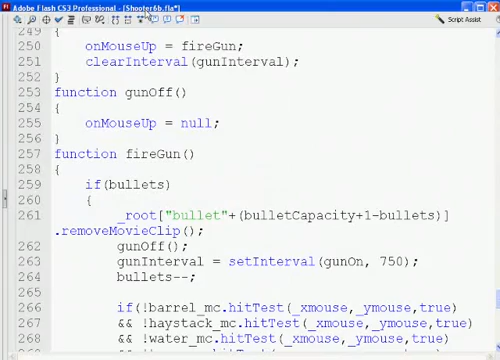 Adobe Flash CS3 Professional - [Shooter6b.fla*]
Script Assist
249 {
250 onMouseUp = fireGun;
251 clearInterval(gunInterval);
252 }
253 function gunOff()
254 {
255 onMouseUp = null;
256 }
257 function fireGun()
258 {
259 if(bullets)
260 {
261 _root["bullet"+(bulletCapacity+1-bullets)]
.removeMovieClip();
262 gunOff();
263 gunInterval = setInterval(gunOn, 750);
264 bullets--;
265
266 if(!barrel_mc.hitTest(_xmouse,_ymouse,true)
267 && !haystack_mc.hitTest(_xmouse,_ymouse,true)
268 && !water_mc.hitTest(_xmouse,_ymouse,true)